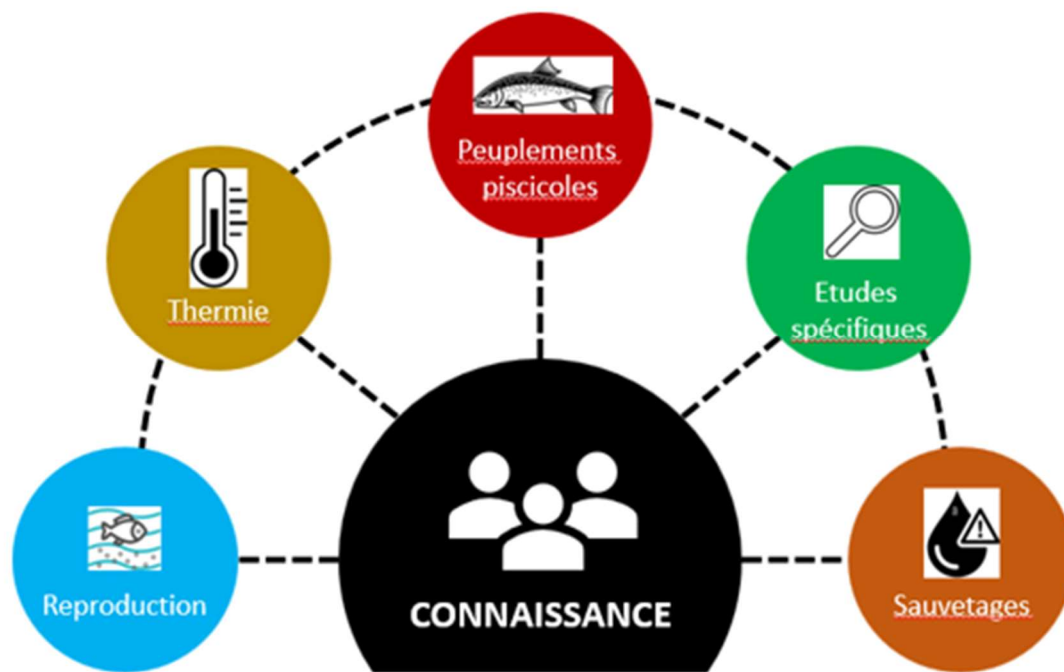 Peuplements
piscicoles
Thermie
Etudes
spécifiques
Reproduction
CONNAISSANCE
Sauvetages